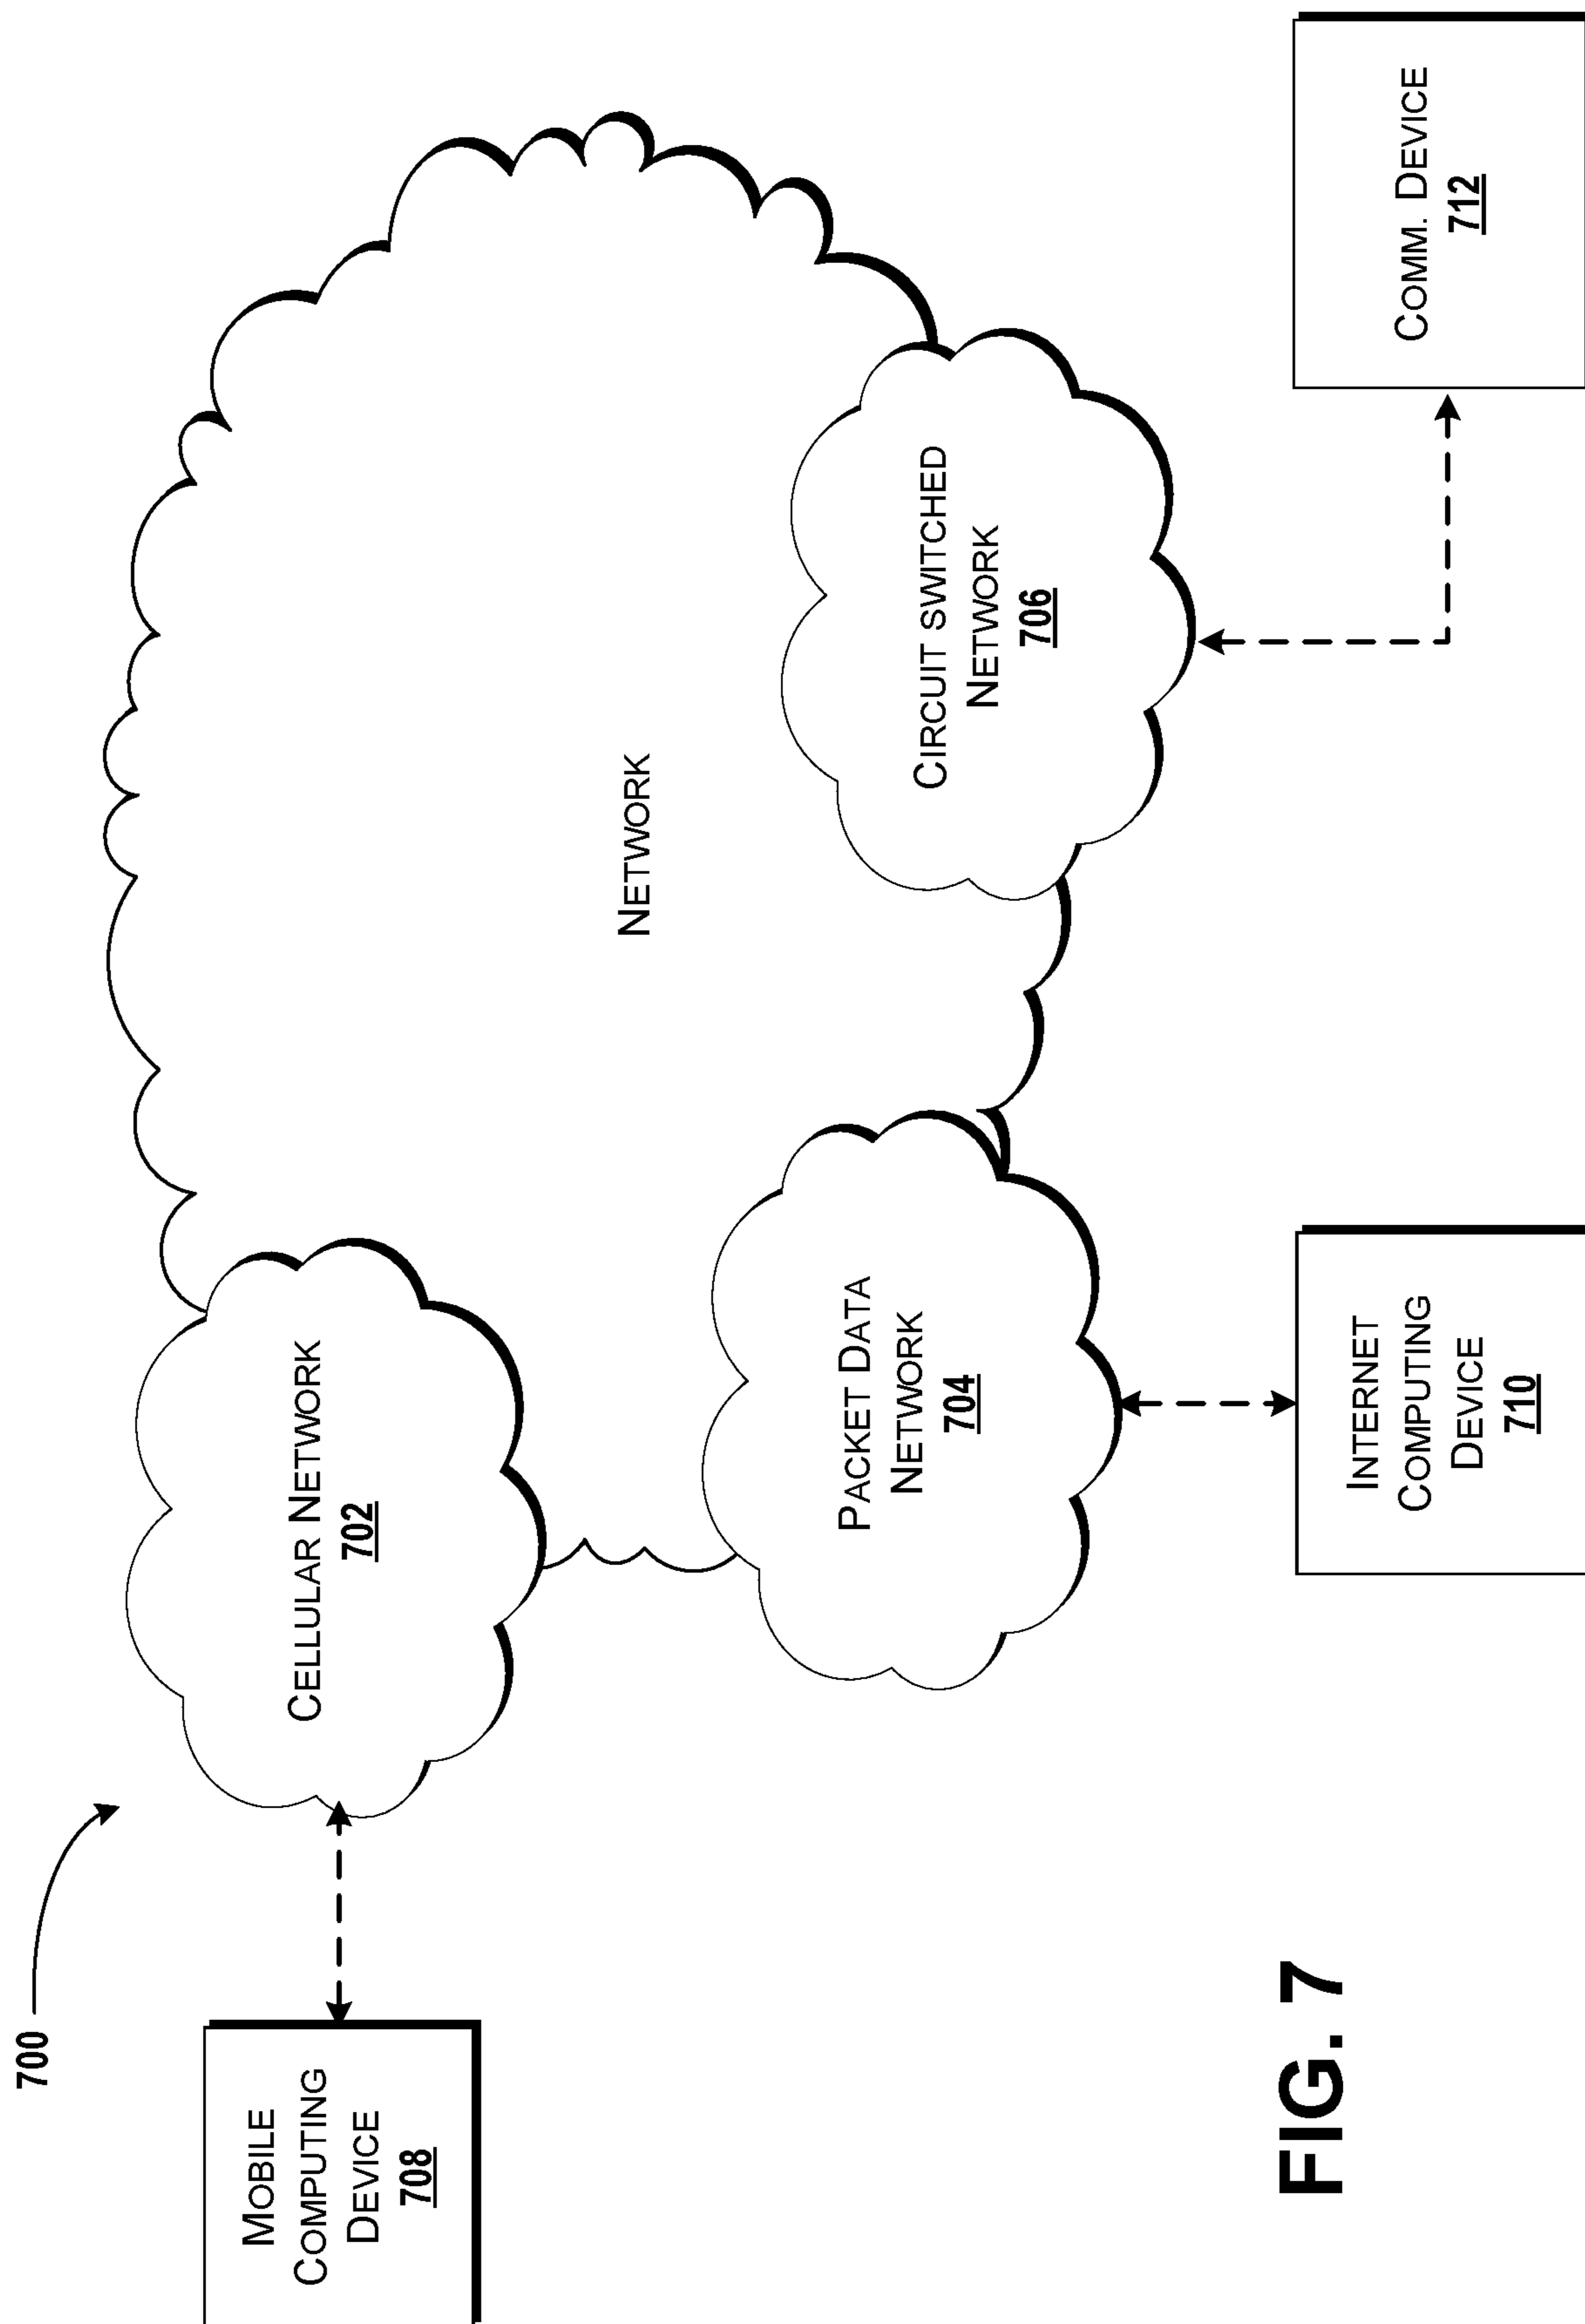 700
MOBILE
COMPUTING
DEVICE
708
CELLULAR NETWORK
702
NETWORK
PACKET DATA
NETWORK
704
CIRCUIT SWITCHED
NETWORK
706
INTERNET
COMPUTING
DEVICE
710
COMM. DEVICE
712
FIG. 7